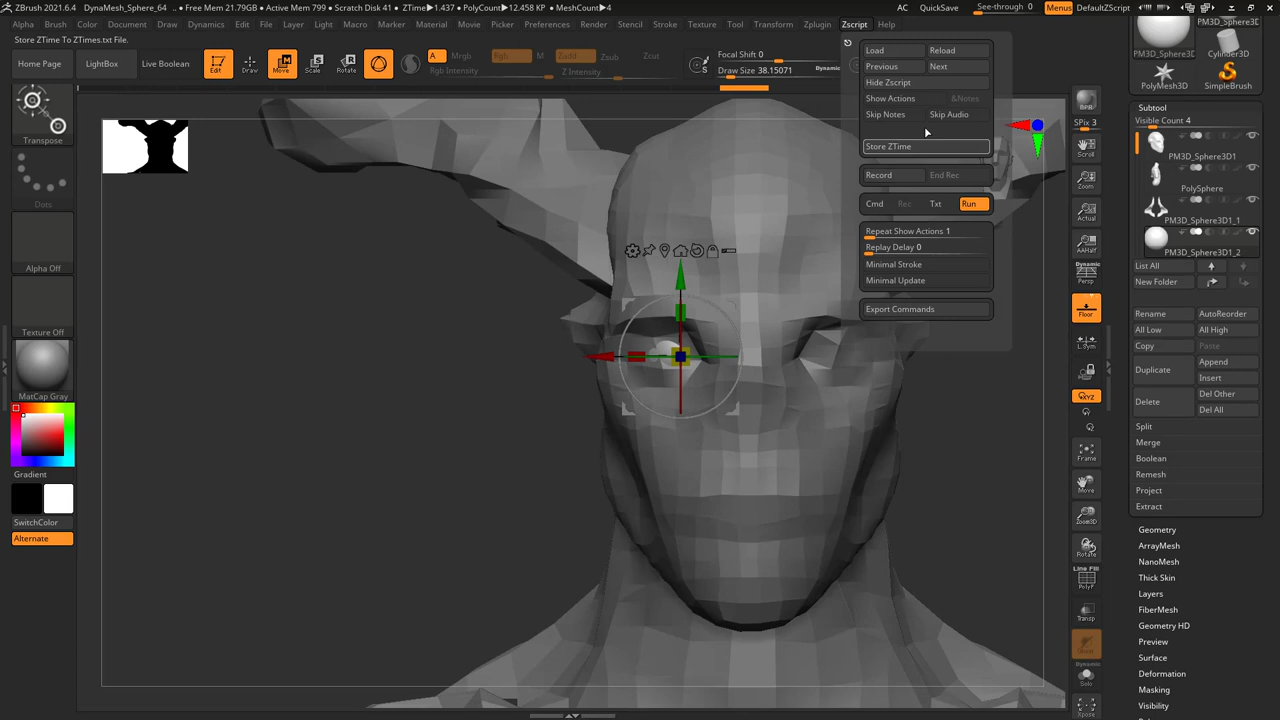 ZBrush 2021.6.4 DynaMesh_Sphere_64 .. ● Free Mem 21.79GB ● Active Mem 799 ● Scratch Disk 41 ● ZTime▶1.437 ● PolyCount▶12.458 KP ● MeshCount▶4
AC QuickSave See-through 0 Menus DefaultZScript
Alpha Brush Color Document Draw Dynamics Edit File Layer Light Macro Marker Material Movie Picker Preferences Render Stencil Stroke Texture Tool Transform Zplugin Zscript Help
Store ZTime To ZTimes.txt File.
Home Page LightBox Live Boolean
Edit Draw Move Scale Rotate
A Mrgb Rgb M
Zadd Zsub Zcut
Rgb Intensity Z Intensity
Focal Shift 0
Draw Size 38.15071 Dynamic
S
Load Reload
Previous Next
Hide Zscript
Show Actions &Notes
Skip Notes Skip Audio
Store ZTime
Record End Rec
Cmd Rec Txt Run
Repeat Show Actions 1
Replay Delay 0
Minimal Stroke
Minimal Update
Export Commands
Transpose
Dots
Alpha Off
Texture Off
MatCap Gray
Gradient
SwitchColor
Alternate
BPR
SPix 3
Scroll
Zoom
Actual
AAHalf
Dynamic
Persp
Floor
L.Sym
XYZ
Frame
Move
Zoom3D
Rotate
Line Fill
PolyF
Transp
Dynamic
Solo
Xpose
PM3D_Sphere3D
PM3D_Sphere3D Cylinder3D
PolyMesh3D SimpleBrush
Subtool
Visible Count 4
PM3D_Sphere3D1
PolySphere
PM3D_Sphere3D1_1
PM3D_Sphere3D1_2
List All
New Folder
Rename AutoReorder
All Low All High
Copy Paste
Duplicate Append
Insert
Delete Del Other
Del All
Split
Merge
Boolean
Remesh
Project
Extract
Geometry
ArrayMesh
NanoMesh
Thick Skin
Layers
FiberMesh
Geometry HD
Preview
Surface
Deformation
Masking
Visibility